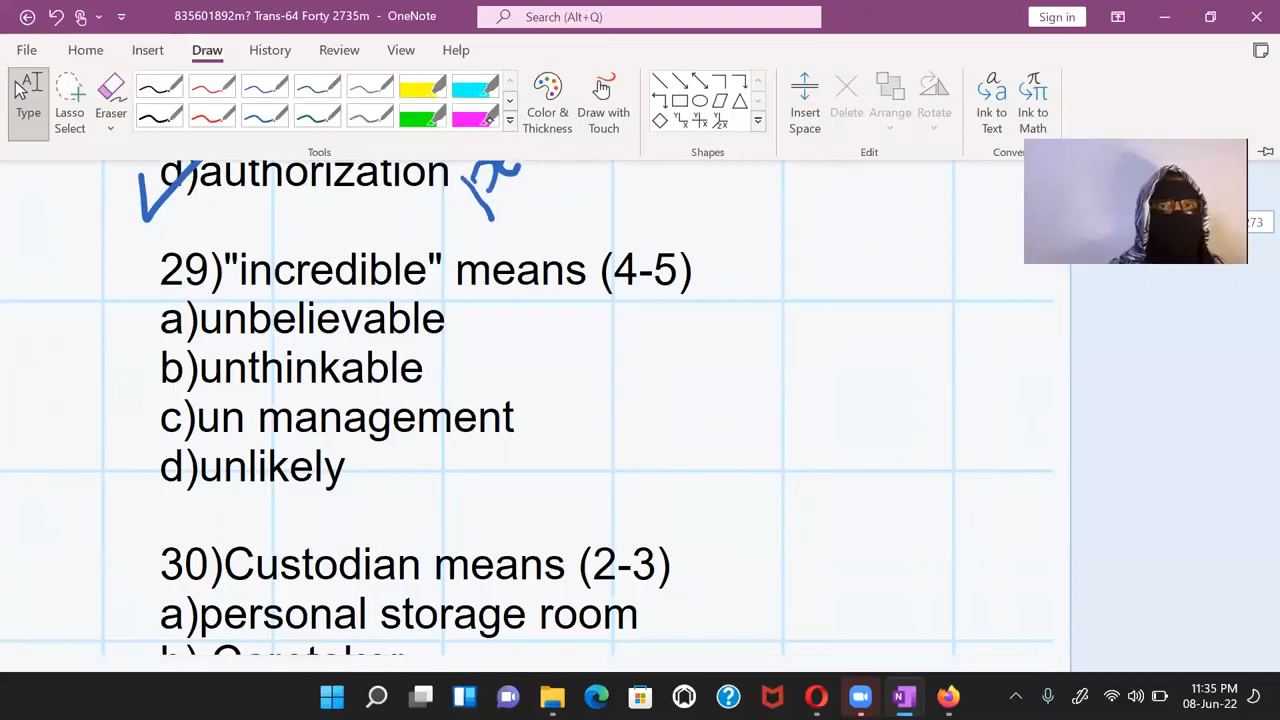 835601892m? Trans-64 Forty 2735m - OneNote
Search (Alt+Q)
Sign in
File Home Insert Draw History Review View Help
Type
Lasso Select
Eraser
Color & Thickness
Draw with Touch
Insert Space
Delete
Arrange
Rotate
Ink to Text
Ink to Math
Tools
Shapes
Edit
Conver
d)authorization
273
29)"incredible" means (4-5)
a)unbelievable
b)unthinkable
c)un management
d)unlikely
30)Custodian means (2-3)
a)personal storage room
b) Caretaker
11:35 PM
08-Jun-22